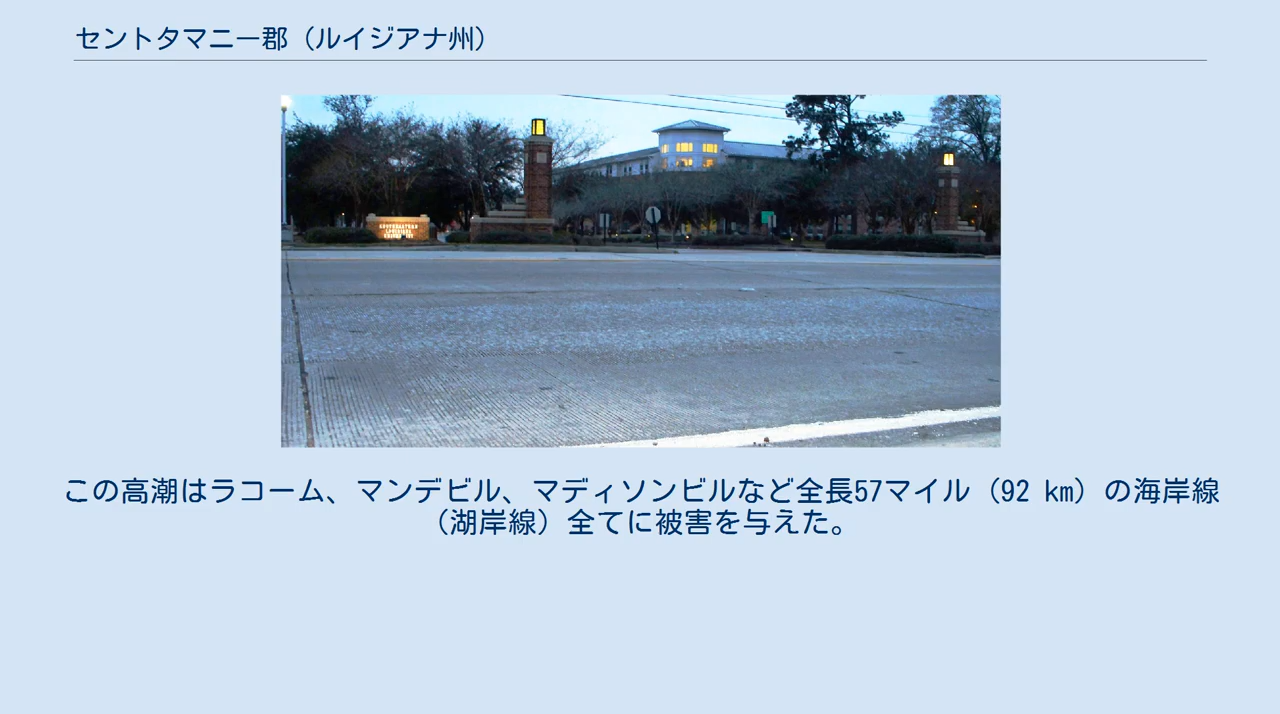 セントタマニー郡（ルイジアナ州）
SOUTHEASTERN
LOUISIANA
UNIVERSITY
この高潮はラコーム、マンデビル、マディソンビルなど全長57マイル（92 km）の海岸線
（湖岸線）全てに被害を与えた。